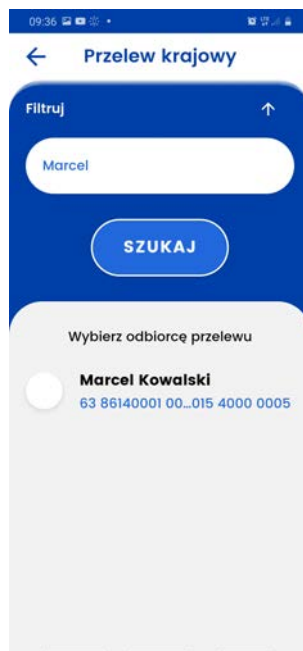 09:36
Przelew krajowy
Filtruj
Marcel
SZUKAJ
Wybierz odbiorcę przelewu
Marcel Kowalski
63 86140001 00...015 4000 0005